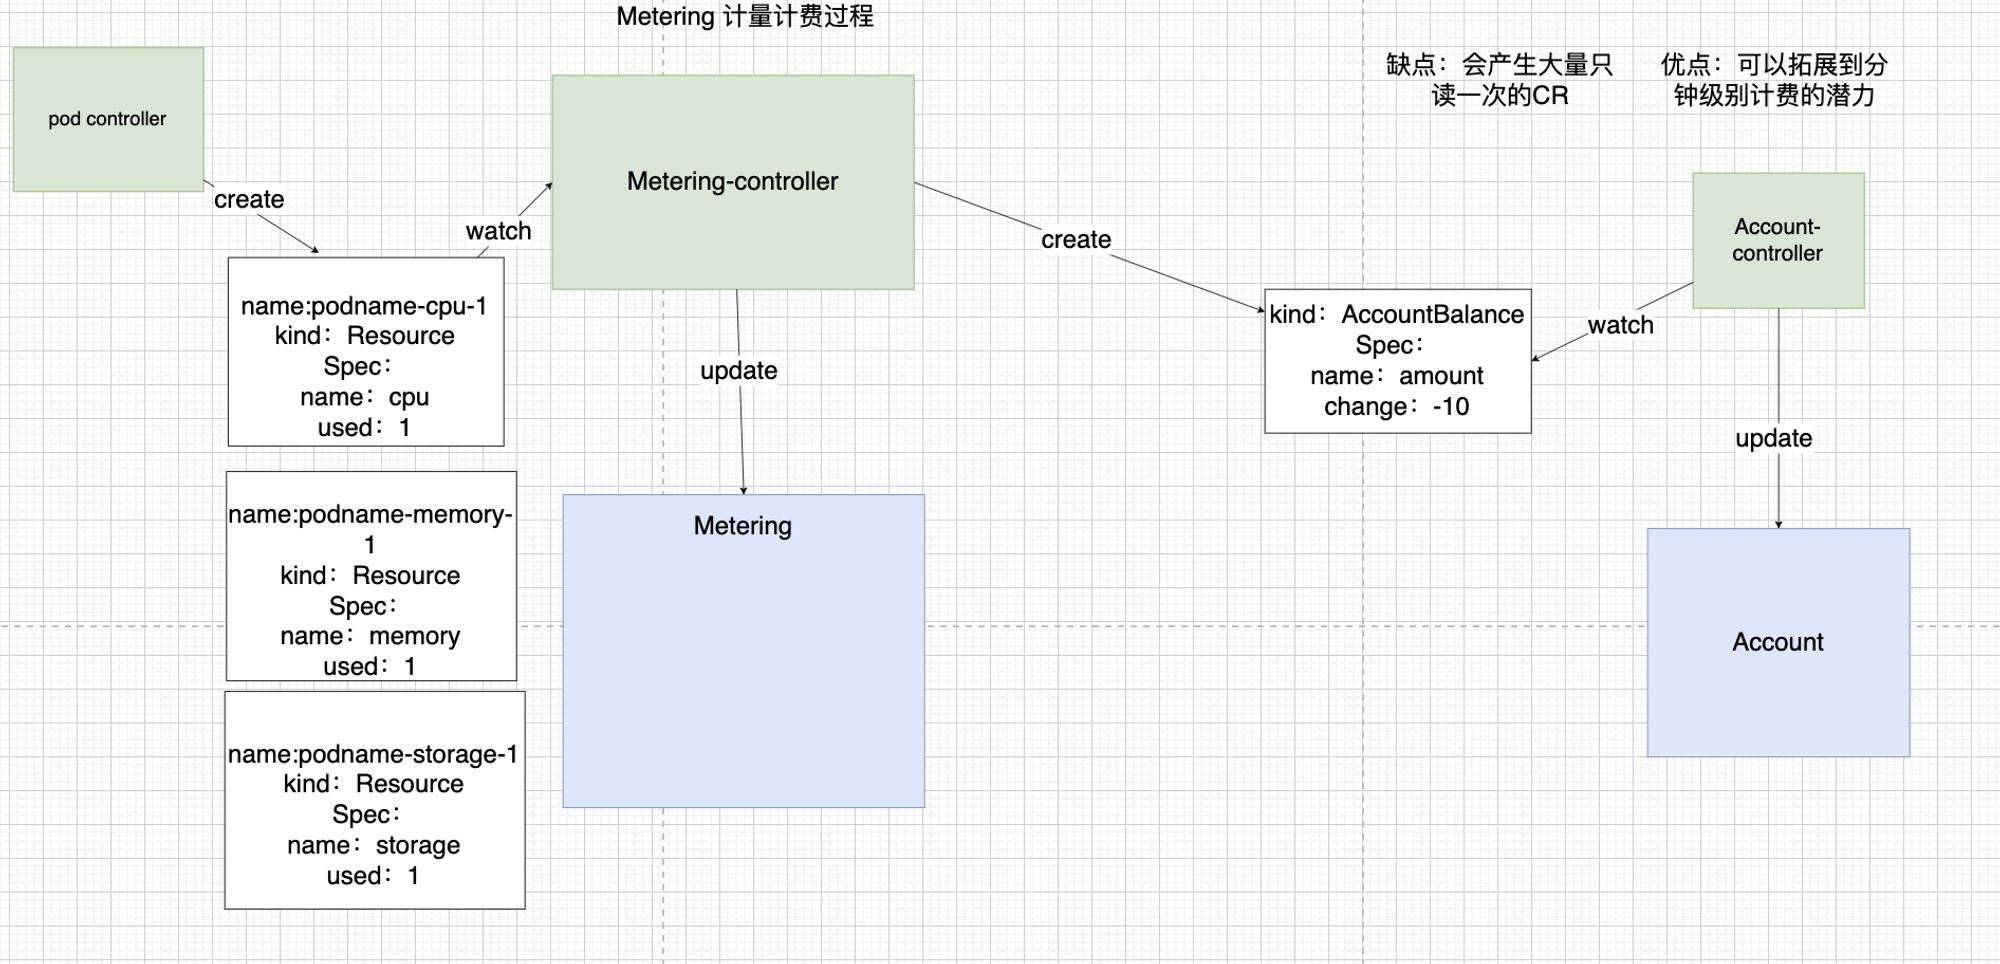 Metering 计量计费过程
缺点：会产生大量只
读一次的CR
优点：可以拓展到分
钟级别计费的潜力
pod controller
create
watch
Metering-controller
create
Account-
controller
watch
name:podname-cpu-1
kind：Resource
Spec：
name：cpu
used：1
update
kind：AccountBalance
Spec：
name：amount
change：-10
update
name:podname-memory-
1
kind：Resource
Spec：
name：memory
used：1
Metering
Account
name:podname-storage-1
kind：Resource
Spec：
name：storage
used：1